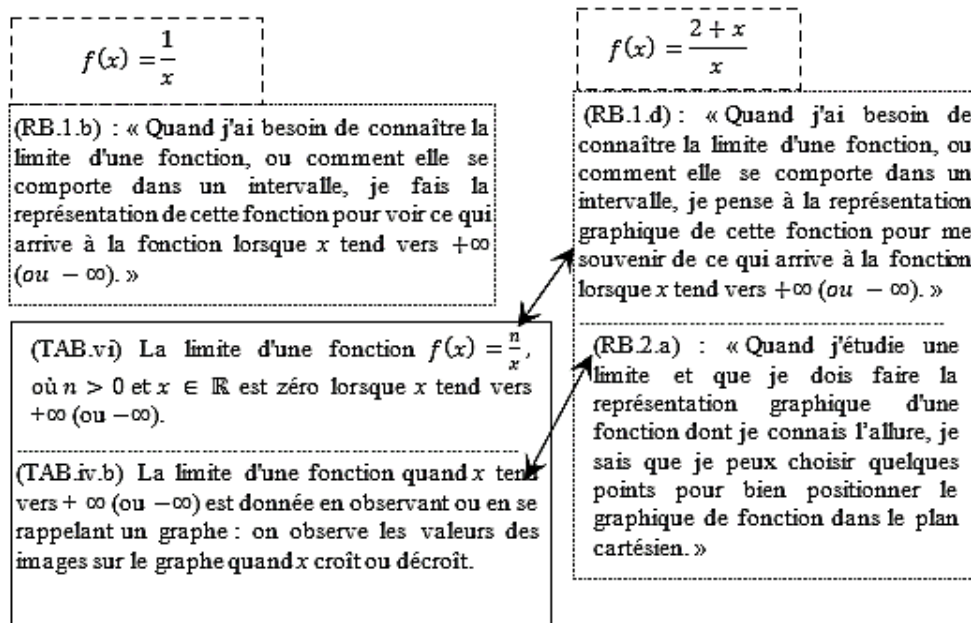 f(x) = 1/x
(RB.1.b) : « Quand j'ai besoin de connaître la
limite d'une fonction, ou comment elle se
comporte dans un intervalle, je fais la
représentation de cette fonction pour voir ce qui
arrive à la fonction lorsque x tend vers +∞
(ou − ∞). »
(TAB.vi) La limite d'une fonction f(x) = n/x,
où n > 0 et x ∈ ℝ est zéro lorsque x tend vers
+∞ (ou −∞).
(TAB.iv.b) La limite d'une fonction quand x tend
vers + ∞ (ou −∞) est donnée en observant ou en se
rappelant un graphe : on observe les valeurs des
images sur le graphe quand x croît ou décroît.
f(x) = (2 + x)/x
(RB.1.d) : « Quand j'ai besoin de
connaître la limite d'une fonction, ou
comment elle se comporte dans un
intervalle, je pense à la représentation
graphique de cette fonction pour me
souvenir de ce qui arrive à la fonction
lorsque x tend vers +∞ (ou − ∞). »
(RB.2.a) : « Quand j'étudie une
limite et que je dois faire la
représentation graphique d'une
fonction dont je connais l'allure, je
sais que je peux choisir quelques
points pour bien positionner le
graphique de fonction dans le plan
cartésien. »